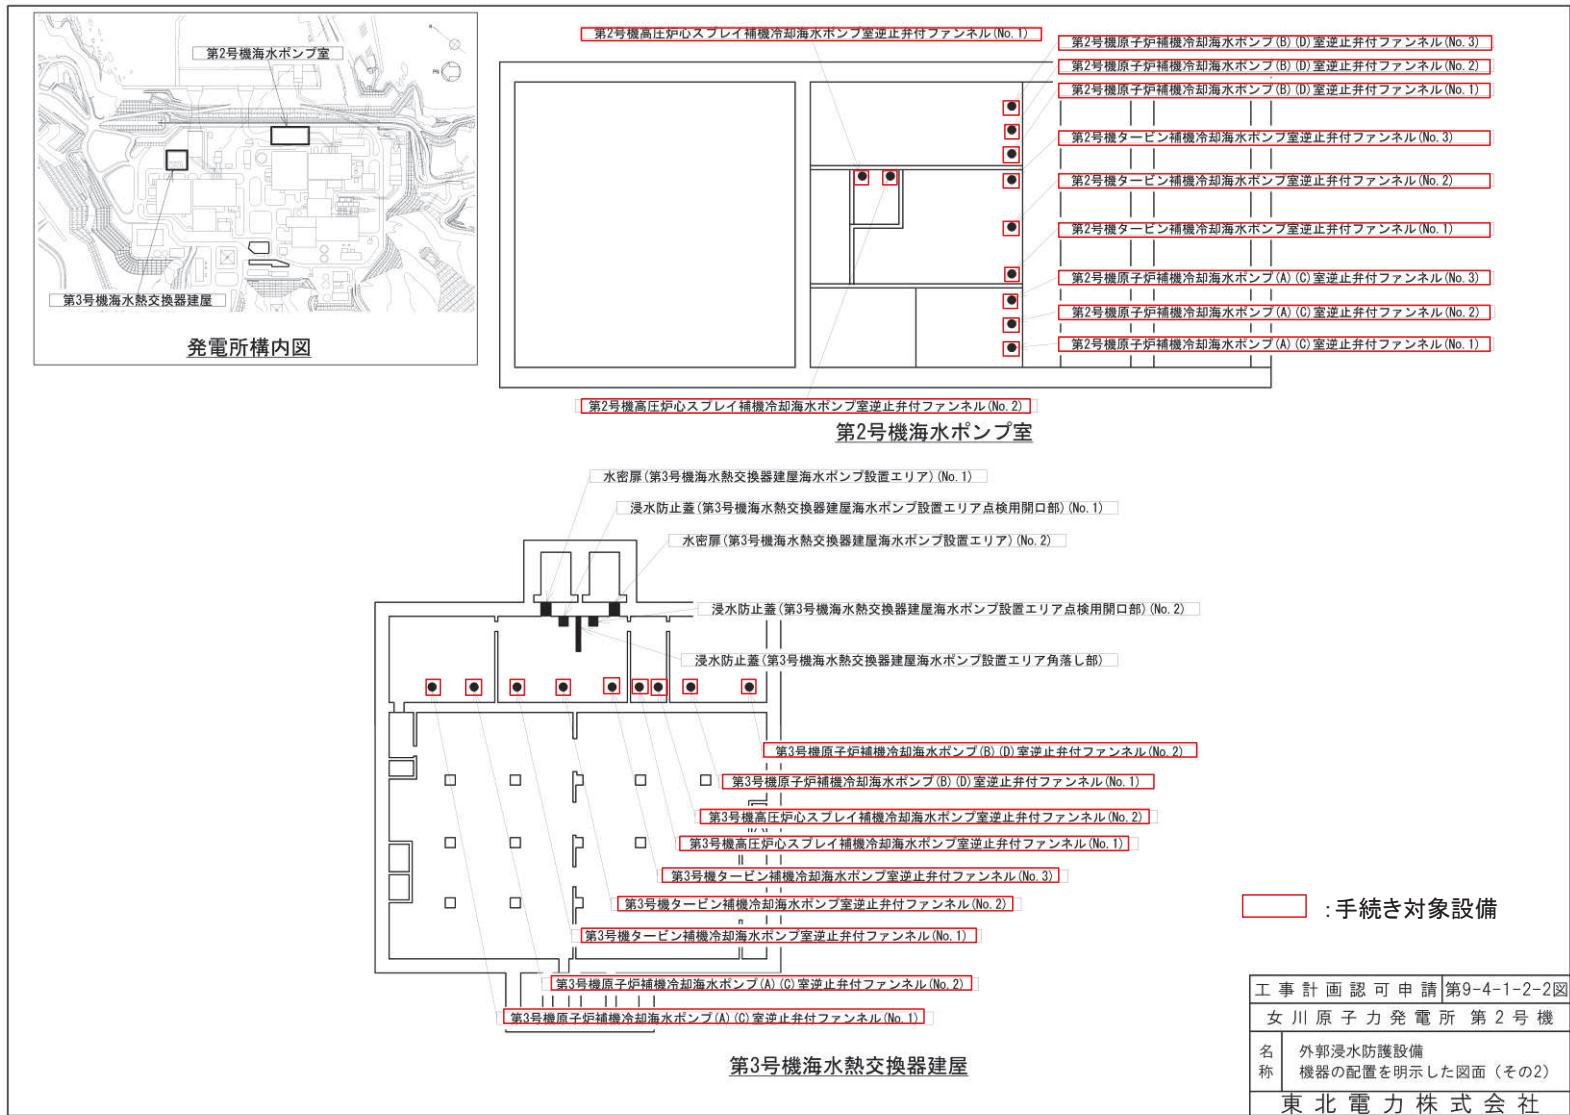 第2号機海水ポンプ室
第3号機海水熱交換器建屋
発電所構内図
第2号機高圧炉心スプレイ補機冷却海水ポンプ室逆止弁付ファンネル(No.1)
第2号機原子炉補機冷却海水ポンプ(B)(D)室逆止弁付ファンネル(No.3)
第2号機原子炉補機冷却海水ポンプ(B)(D)室逆止弁付ファンネル(No.2)
第2号機原子炉補機冷却海水ポンプ(B)(D)室逆止弁付ファンネル(No.1)
第2号機タービン補機冷却海水ポンプ室逆止弁付ファンネル(No.3)
第2号機タービン補機冷却海水ポンプ室逆止弁付ファンネル(No.2)
第2号機タービン補機冷却海水ポンプ室逆止弁付ファンネル(No.1)
第2号機原子炉補機冷却海水ポンプ(A)(C)室逆止弁付ファンネル(No.3)
第2号機原子炉補機冷却海水ポンプ(A)(C)室逆止弁付ファンネル(No.2)
第2号機原子炉補機冷却海水ポンプ(A)(C)室逆止弁付ファンネル(No.1)
第2号機高圧炉心スプレイ補機冷却海水ポンプ室逆止弁付ファンネル(No.2)
第2号機海水ポンプ室
水密扉(第3号機海水熱交換器建屋海水ポンプ設置エリア)(No.1)
浸水防止蓋(第3号機海水熱交換器建屋海水ポンプ設置エリア点検用開口部)(No.1)
水密扉(第3号機海水熱交換器建屋海水ポンプ設置エリア)(No.2)
浸水防止蓋(第3号機海水熱交換器建屋海水ポンプ設置エリア点検用開口部)(No.2)
浸水防止蓋(第3号機海水熱交換器建屋海水ポンプ設置エリア角落し部)
第3号機原子炉補機冷却海水ポンプ(B)(D)室逆止弁付ファンネル(No.2)
第3号機原子炉補機冷却海水ポンプ(B)(D)室逆止弁付ファンネル(No.1)
第3号機高圧炉心スプレイ補機冷却海水ポンプ室逆止弁付ファンネル(No.2)
第3号機高圧炉心スプレイ補機冷却海水ポンプ室逆止弁付ファンネル(No.1)
第3号機タービン補機冷却海水ポンプ室逆止弁付ファンネル(No.3)
第3号機タービン補機冷却海水ポンプ室逆止弁付ファンネル(No.2)
第3号機タービン補機冷却海水ポンプ室逆止弁付ファンネル(No.1)
第3号機原子炉補機冷却海水ポンプ(A)(C)室逆止弁付ファンネル(No.2)
第3号機原子炉補機冷却海水ポンプ(A)(C)室逆止弁付ファンネル(No.1)
第3号機海水熱交換器建屋
:手続き対象設備
工事計画認可申請 第9-4-1-2-2図
女川原子力発電所 第2号機
名称 外郭浸水防護設備
機器の配置を明示した図面(その2)
東北電力株式会社